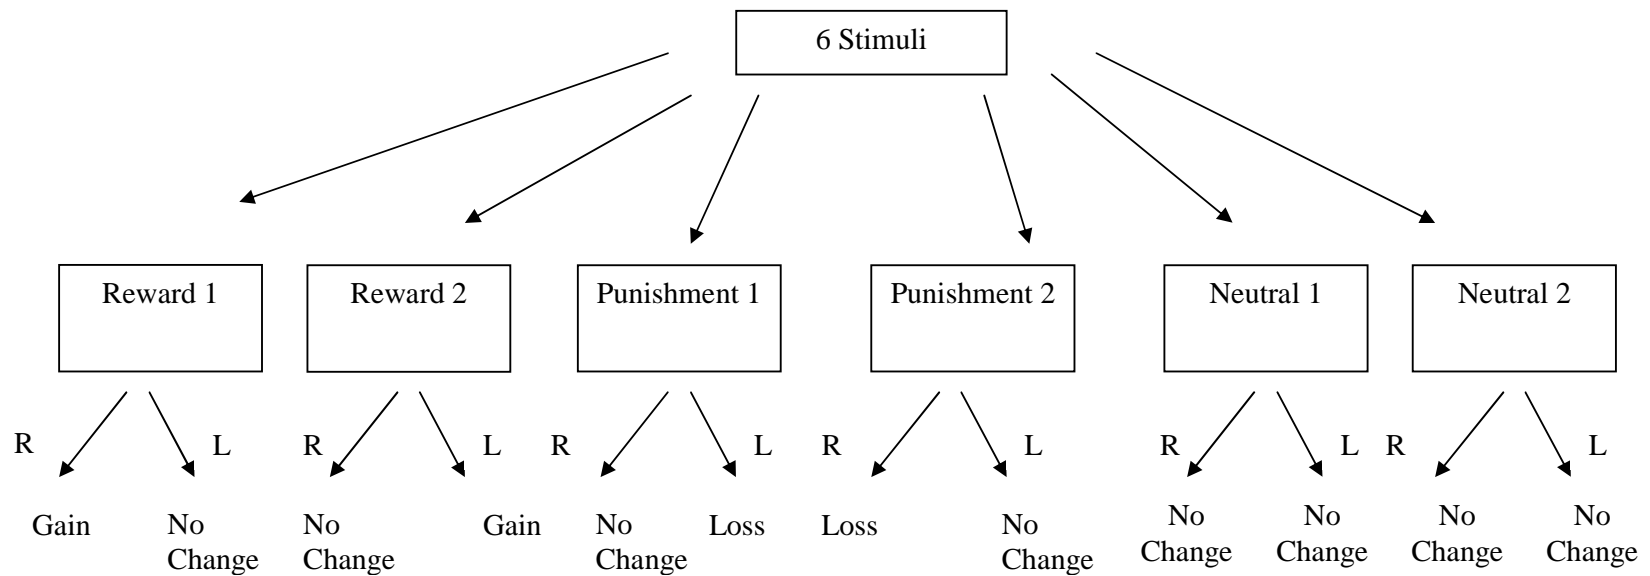 6 Stimuli
Reward 1
Reward 2
Punishment 1
Punishment 2
Neutral 1
Neutral 2
R
L
R
L
R
L
R
L
R
L
R
L
Gain
No
Change
No
Change
Gain
No
Change
Loss
Loss
No
Change
No
Change
No
Change
No
Change
No
Change